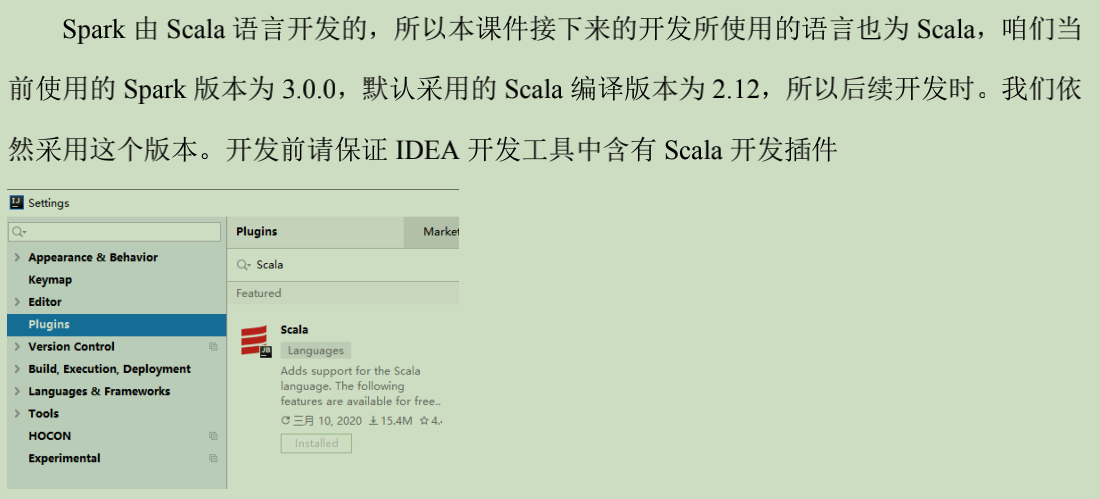 Spark 由 Scala 语言开发的，所以本课件接下来的开发所使用的语言也为 Scala，咱们当
前使用的 Spark 版本为 3.0.0，默认采用的 Scala 编译版本为 2.12，所以后续开发时。我们依
然采用这个版本。开发前请保证 IDEA 开发工具中含有 Scala 开发插件
Settings
Appearance & Behavior
Keymap
Editor
Plugins
Version Control
Build, Execution, Deployment
Languages & Frameworks
Tools
HOCON
Experimental
Plugins Market
Scala
Featured
Scala
Languages
Adds support for the Scala
language. The following
features are available for free..
三月 10, 2020 15.4M 4.
Installed